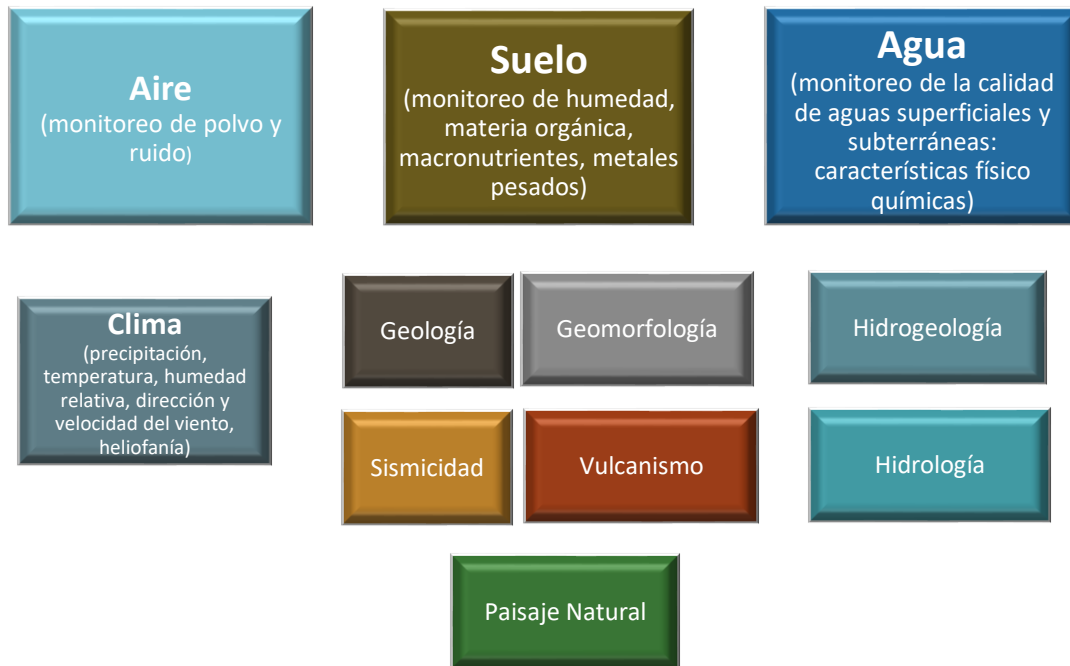 Aire
(monitoreo de polvo y
ruido)
Suelo
(monitoreo de humedad,
materia orgánica,
macronutrientes, metales
pesados)
Agua
(monitoreo de la calidad
de aguas superficiales y
subterráneas:
características físico
químicas)
Clima
(precipitación,
temperatura, humedad
relativa, dirección y
velocidad del viento,
heliofanía)
Geología
Geomorfología
Hidrogeología
Sismicidad
Vulcanismo
Hidrología
Paisaje Natural